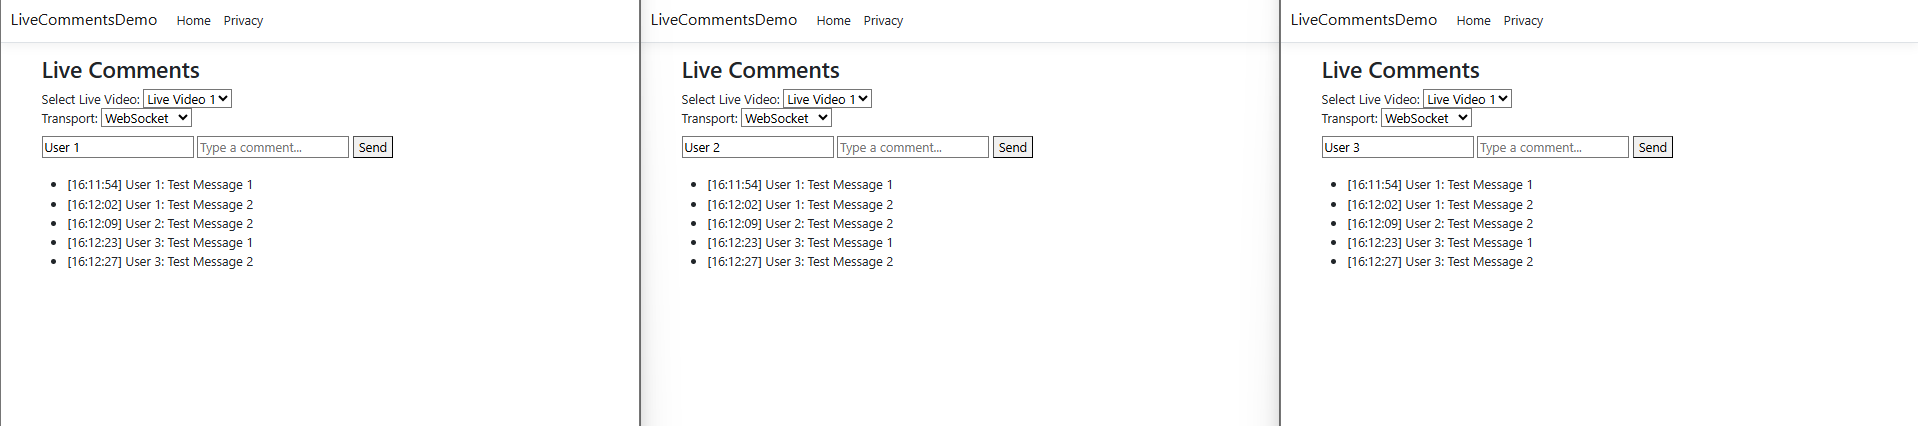 LiveCommentsDemo Home Privacy
Live Comments
Select Live Video: Live Video 1
Transport: WebSocket
User 1 Type a comment... Send
[16:11:54] User 1: Test Message 1
[16:12:02] User 1: Test Message 2
[16:12:09] User 2: Test Message 2
[16:12:23] User 3: Test Message 1
[16:12:27] User 3: Test Message 2
LiveCommentsDemo Home Privacy
Live Comments
Select Live Video: Live Video 1
Transport: WebSocket
User 2 Type a comment... Send
[16:11:54] User 1: Test Message 1
[16:12:02] User 1: Test Message 2
[16:12:09] User 2: Test Message 2
[16:12:23] User 3: Test Message 1
[16:12:27] User 3: Test Message 2
LiveCommentsDemo Home Privacy
Live Comments
Select Live Video: Live Video 1
Transport: WebSocket
User 3 Type a comment... Send
[16:11:54] User 1: Test Message 1
[16:12:02] User 1: Test Message 2
[16:12:09] User 2: Test Message 2
[16:12:23] User 3: Test Message 1
[16:12:27] User 3: Test Message 2